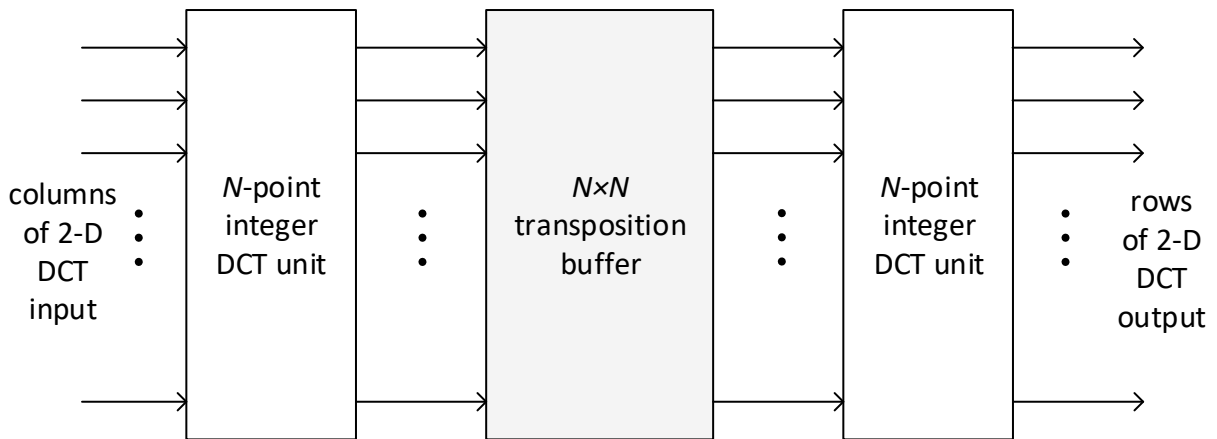 columns
of 2-D
DCT
input
N-point
integer
DCT unit
N×N
transposition
buffer
N-point
integer
DCT unit
rows
of 2-D
DCT
output